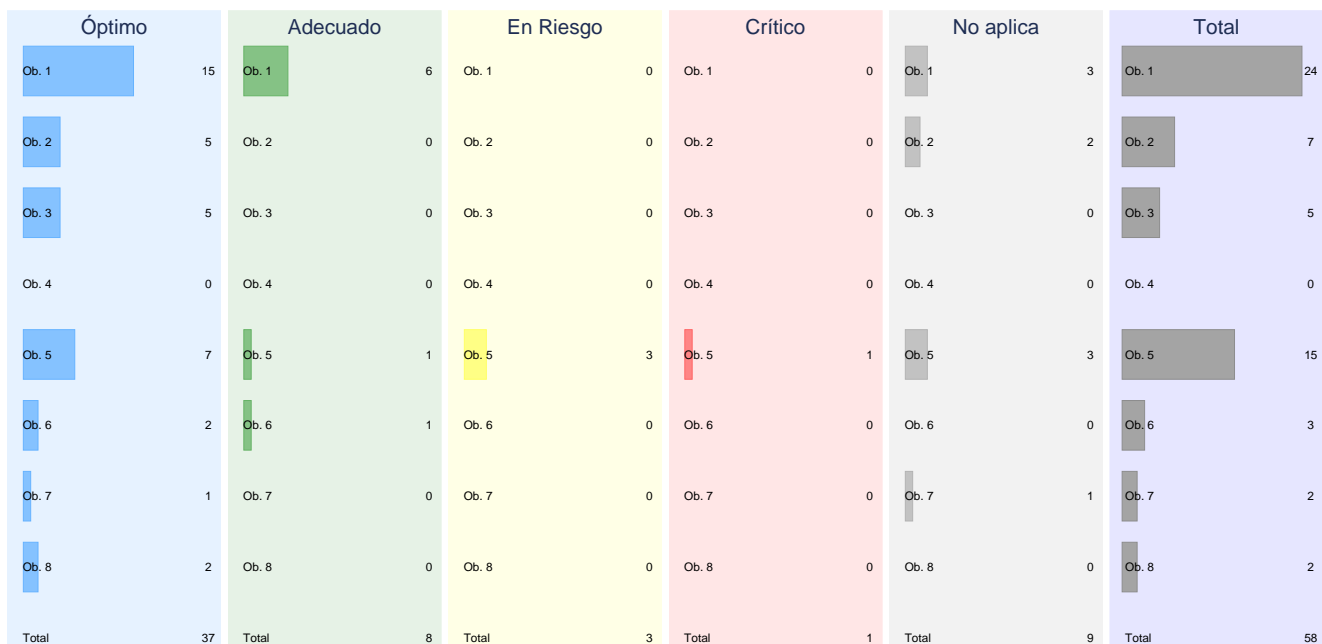 Óptimo Adecuado En Riesgo Crítico No aplica Total
Ob. 1 15 Ob. 1 6 Ob. 1 0 Ob. 1 0 Ob. 1 3 Ob. 1 24
Ob. 2 5 Ob. 2 0 Ob. 2 0 Ob. 2 0 Ob. 2 2 Ob. 2 7
Ob. 3 5 Ob. 3 0 Ob. 3 0 Ob. 3 0 Ob. 3 0 Ob. 3 5
Ob. 4 0 Ob. 4 0 Ob. 4 0 Ob. 4 0 Ob. 4 0 Ob. 4 0
Ob. 5 7 Ob. 5 1 Ob. 5 3 Ob. 5 1 Ob. 5 3 Ob. 5 15
Ob. 6 2 Ob. 6 1 Ob. 6 0 Ob. 6 0 Ob. 6 0 Ob. 6 3
Ob. 7 1 Ob. 7 0 Ob. 7 0 Ob. 7 0 Ob. 7 1 Ob. 7 2
Ob. 8 2 Ob. 8 0 Ob. 8 0 Ob. 8 0 Ob. 8 0 Ob. 8 2
Total 37 Total 8 Total 3 Total 1 Total 9 Total 58